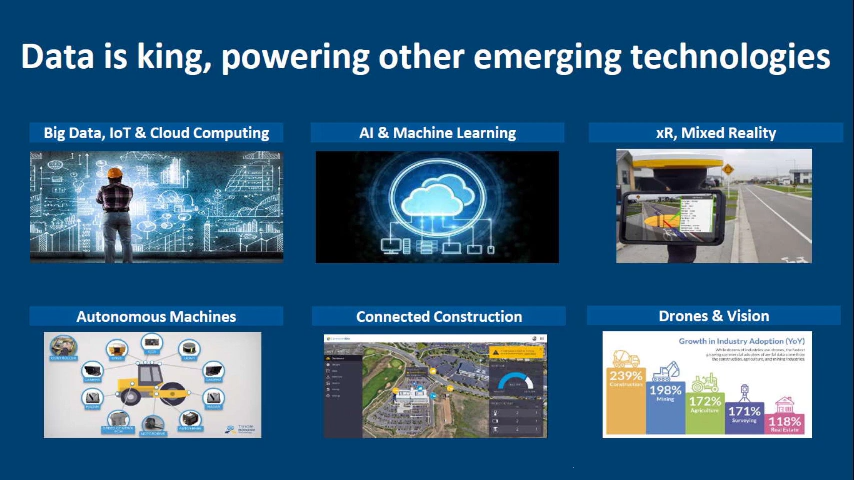 Data is king, powering other emerging technologies
Big Data, IoT & Cloud Computing
AI & Machine Learning
xR, Mixed Reality
Autonomous Machines
Connected Construction
Drones & Vision
Growth in Industry Adoption (YoY)
239%
Construction
198%
Mining
172%
Agriculture
171%
Surveying
118%
Real Estate